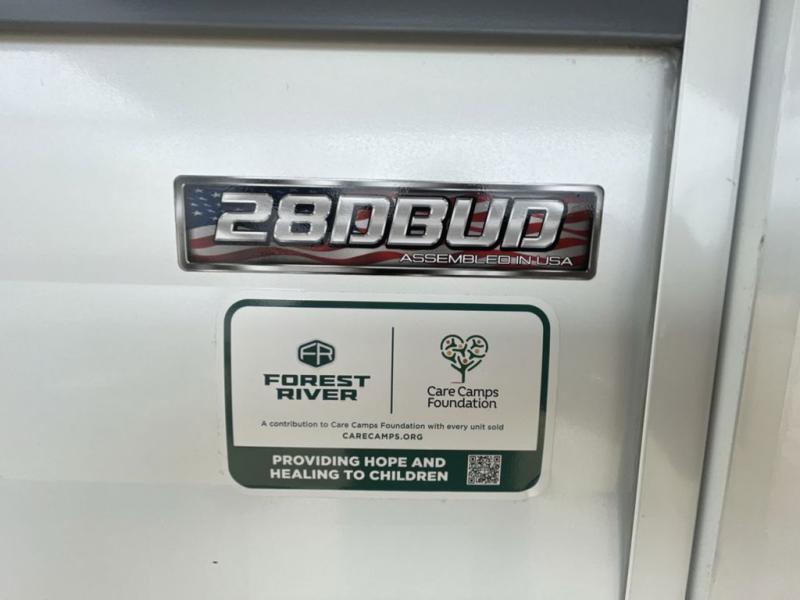 28DBUD
ASSEMBLED IN USA
FR
FOREST
RIVER
Care Camps
Foundation
A contribution to Care Camps Foundation with every unit sold
CARECAMPS.ORG
PROVIDING HOPE AND
HEALING TO CHILDREN